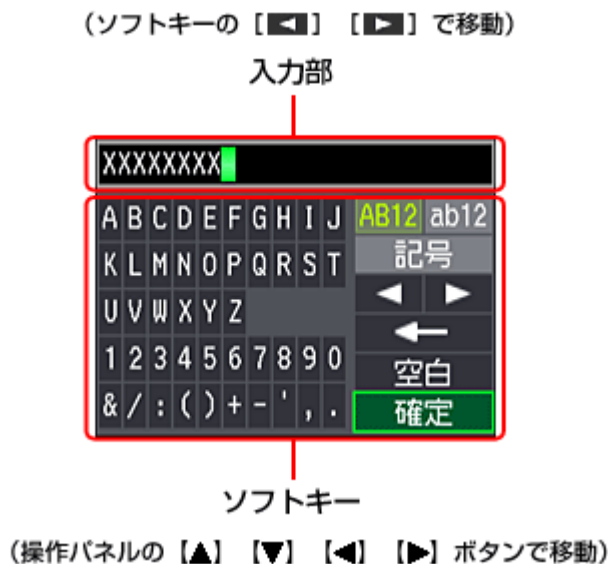 (ソフトキーの [◀] [▶] で移動)
入力部
XXXXXXXX
A B C D E F G H I J AB12 ab12
K L M N O P Q R S T 記号
U V W X Y Z ◀ ▶
←
1 2 3 4 5 6 7 8 9 0 空白
& / : ( ) + - ' , . 確定
ソフトキー
(操作パネルの【▲】【▼】【◀】【▶】ボタンで移動)